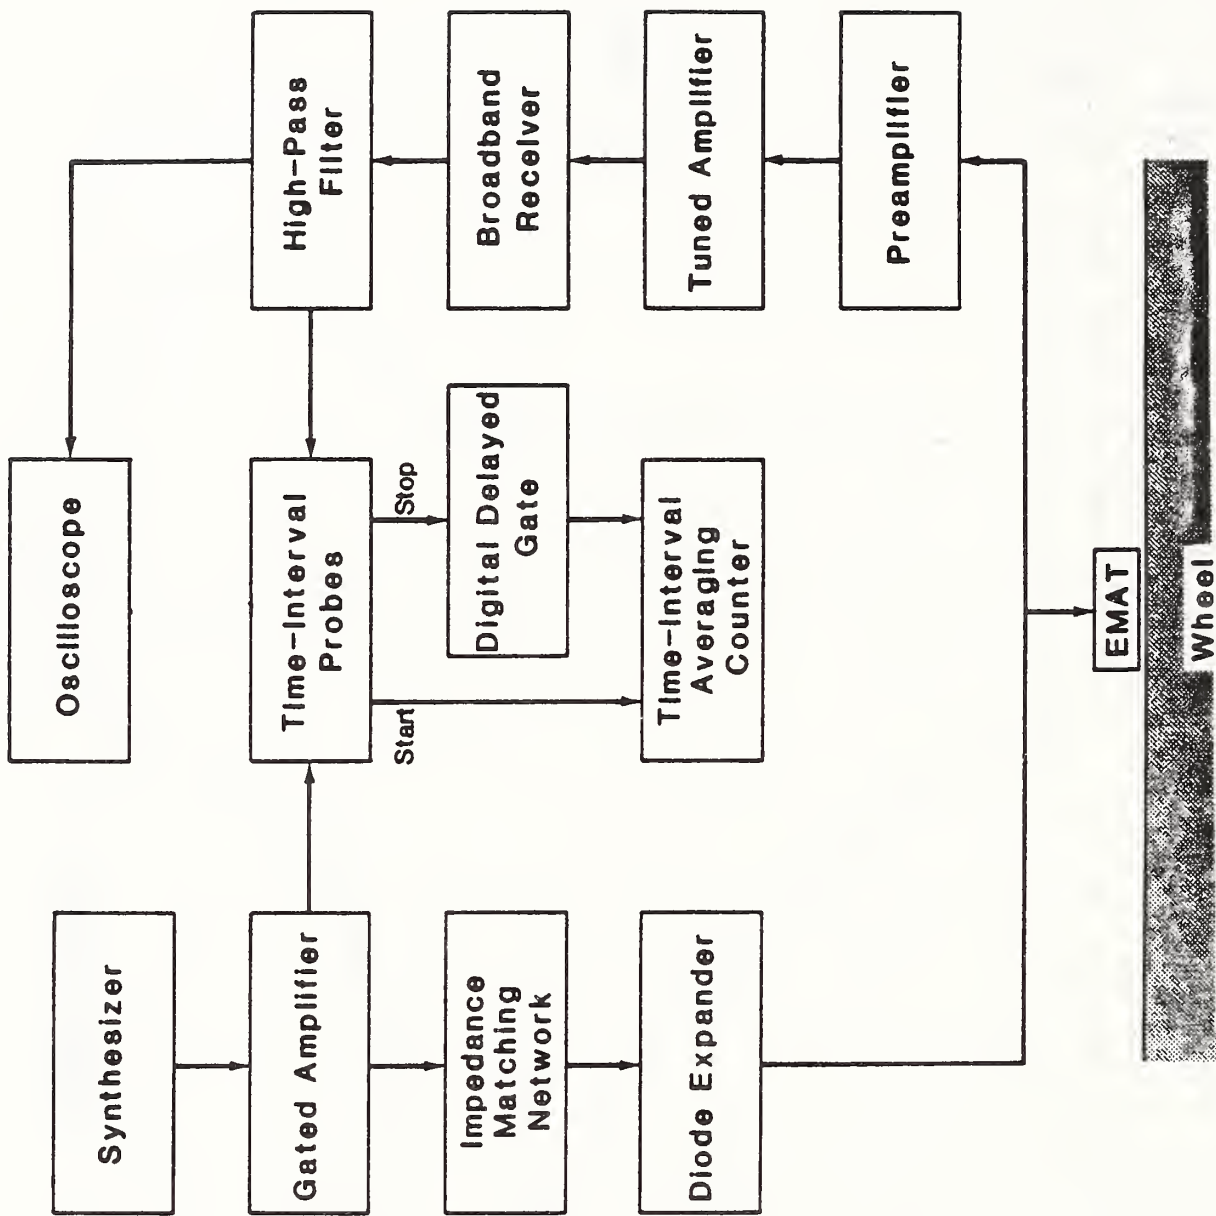 Synthesizer
Gated Amplifier
Impedance
Matching
Network
Diode Expander
Oscilloscope
Time-Interval
Probes
Start
Stop
Digital Delayed
Gate
Time-Interval
Averaging
Counter
High-Pass
Filter
Broadband
Receiver
Tuned Amplifier
Preamplifier
EMAT
Wheel